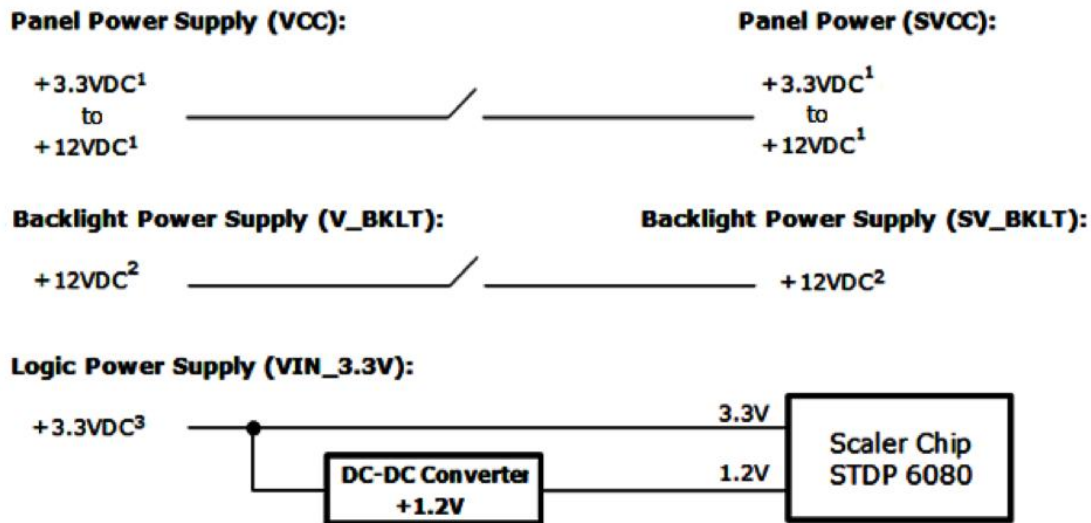 Panel Power Supply (VCC): Panel Power (SVCC):
+3.3VDC¹ +3.3VDC¹
to to
+12VDC¹ +12VDC¹
Backlight Power Supply (V_BKLT): Backlight Power Supply (SV_BKLT):
+12VDC² +12VDC²
Logic Power Supply (VIN_3.3V):
+3.3VDC³ 3.3V
Scaler Chip
DC-DC Converter 1.2V STDP 6080
+1.2V